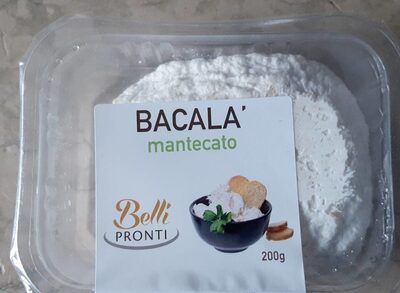 BACALA'
mantecato
Belli
PRONTI
200g